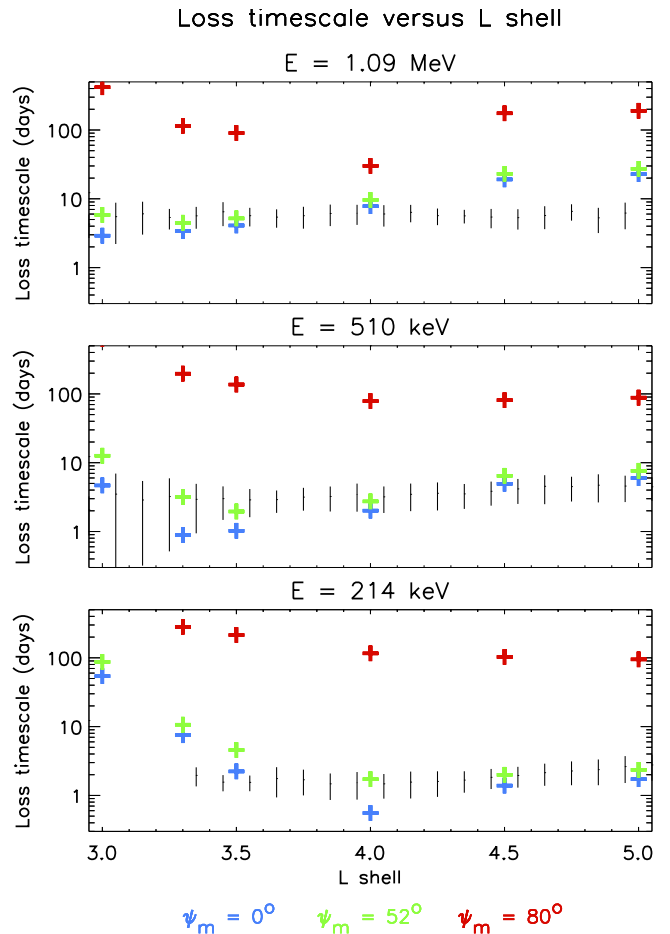 Loss timescale versus L shell
E = 1.09 MeV
Loss timescale (days)
100
10
1
E = 510 keV
Loss timescale (days)
100
10
1
E = 214 keV
Loss timescale (days)
100
10
1
3.0 3.5 4.0 4.5 5.0
L shell
ψm = 0° ψm = 52° ψm = 80°